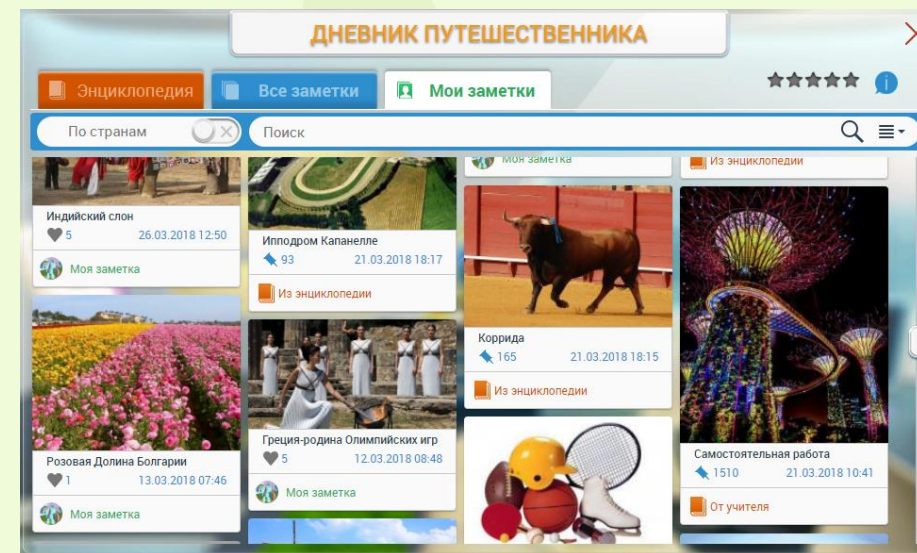 ДНЕВНИК ПУТЕШЕСТВЕННИКА
Энциклопедия
Все заметки
Мои заметки
По странам
Поиск
Индийский слон
5 26.03.2018 12:50
Моя заметка
Розовая Долина Болгарии
1 13.03.2018 07:46
Моя заметка
Ипподром Капанелле
93 21.03.2018 18:17
Из энциклопедии
Греция-родина Олимпийских игр
5 12.03.2018 08:48
Моя заметка
Моя заметка
Коррида
165 21.03.2018 18:15
Из энциклопедии
Из энциклопедии
Самостоятельная работа
1510 21.03.2018 10:41
От учителя